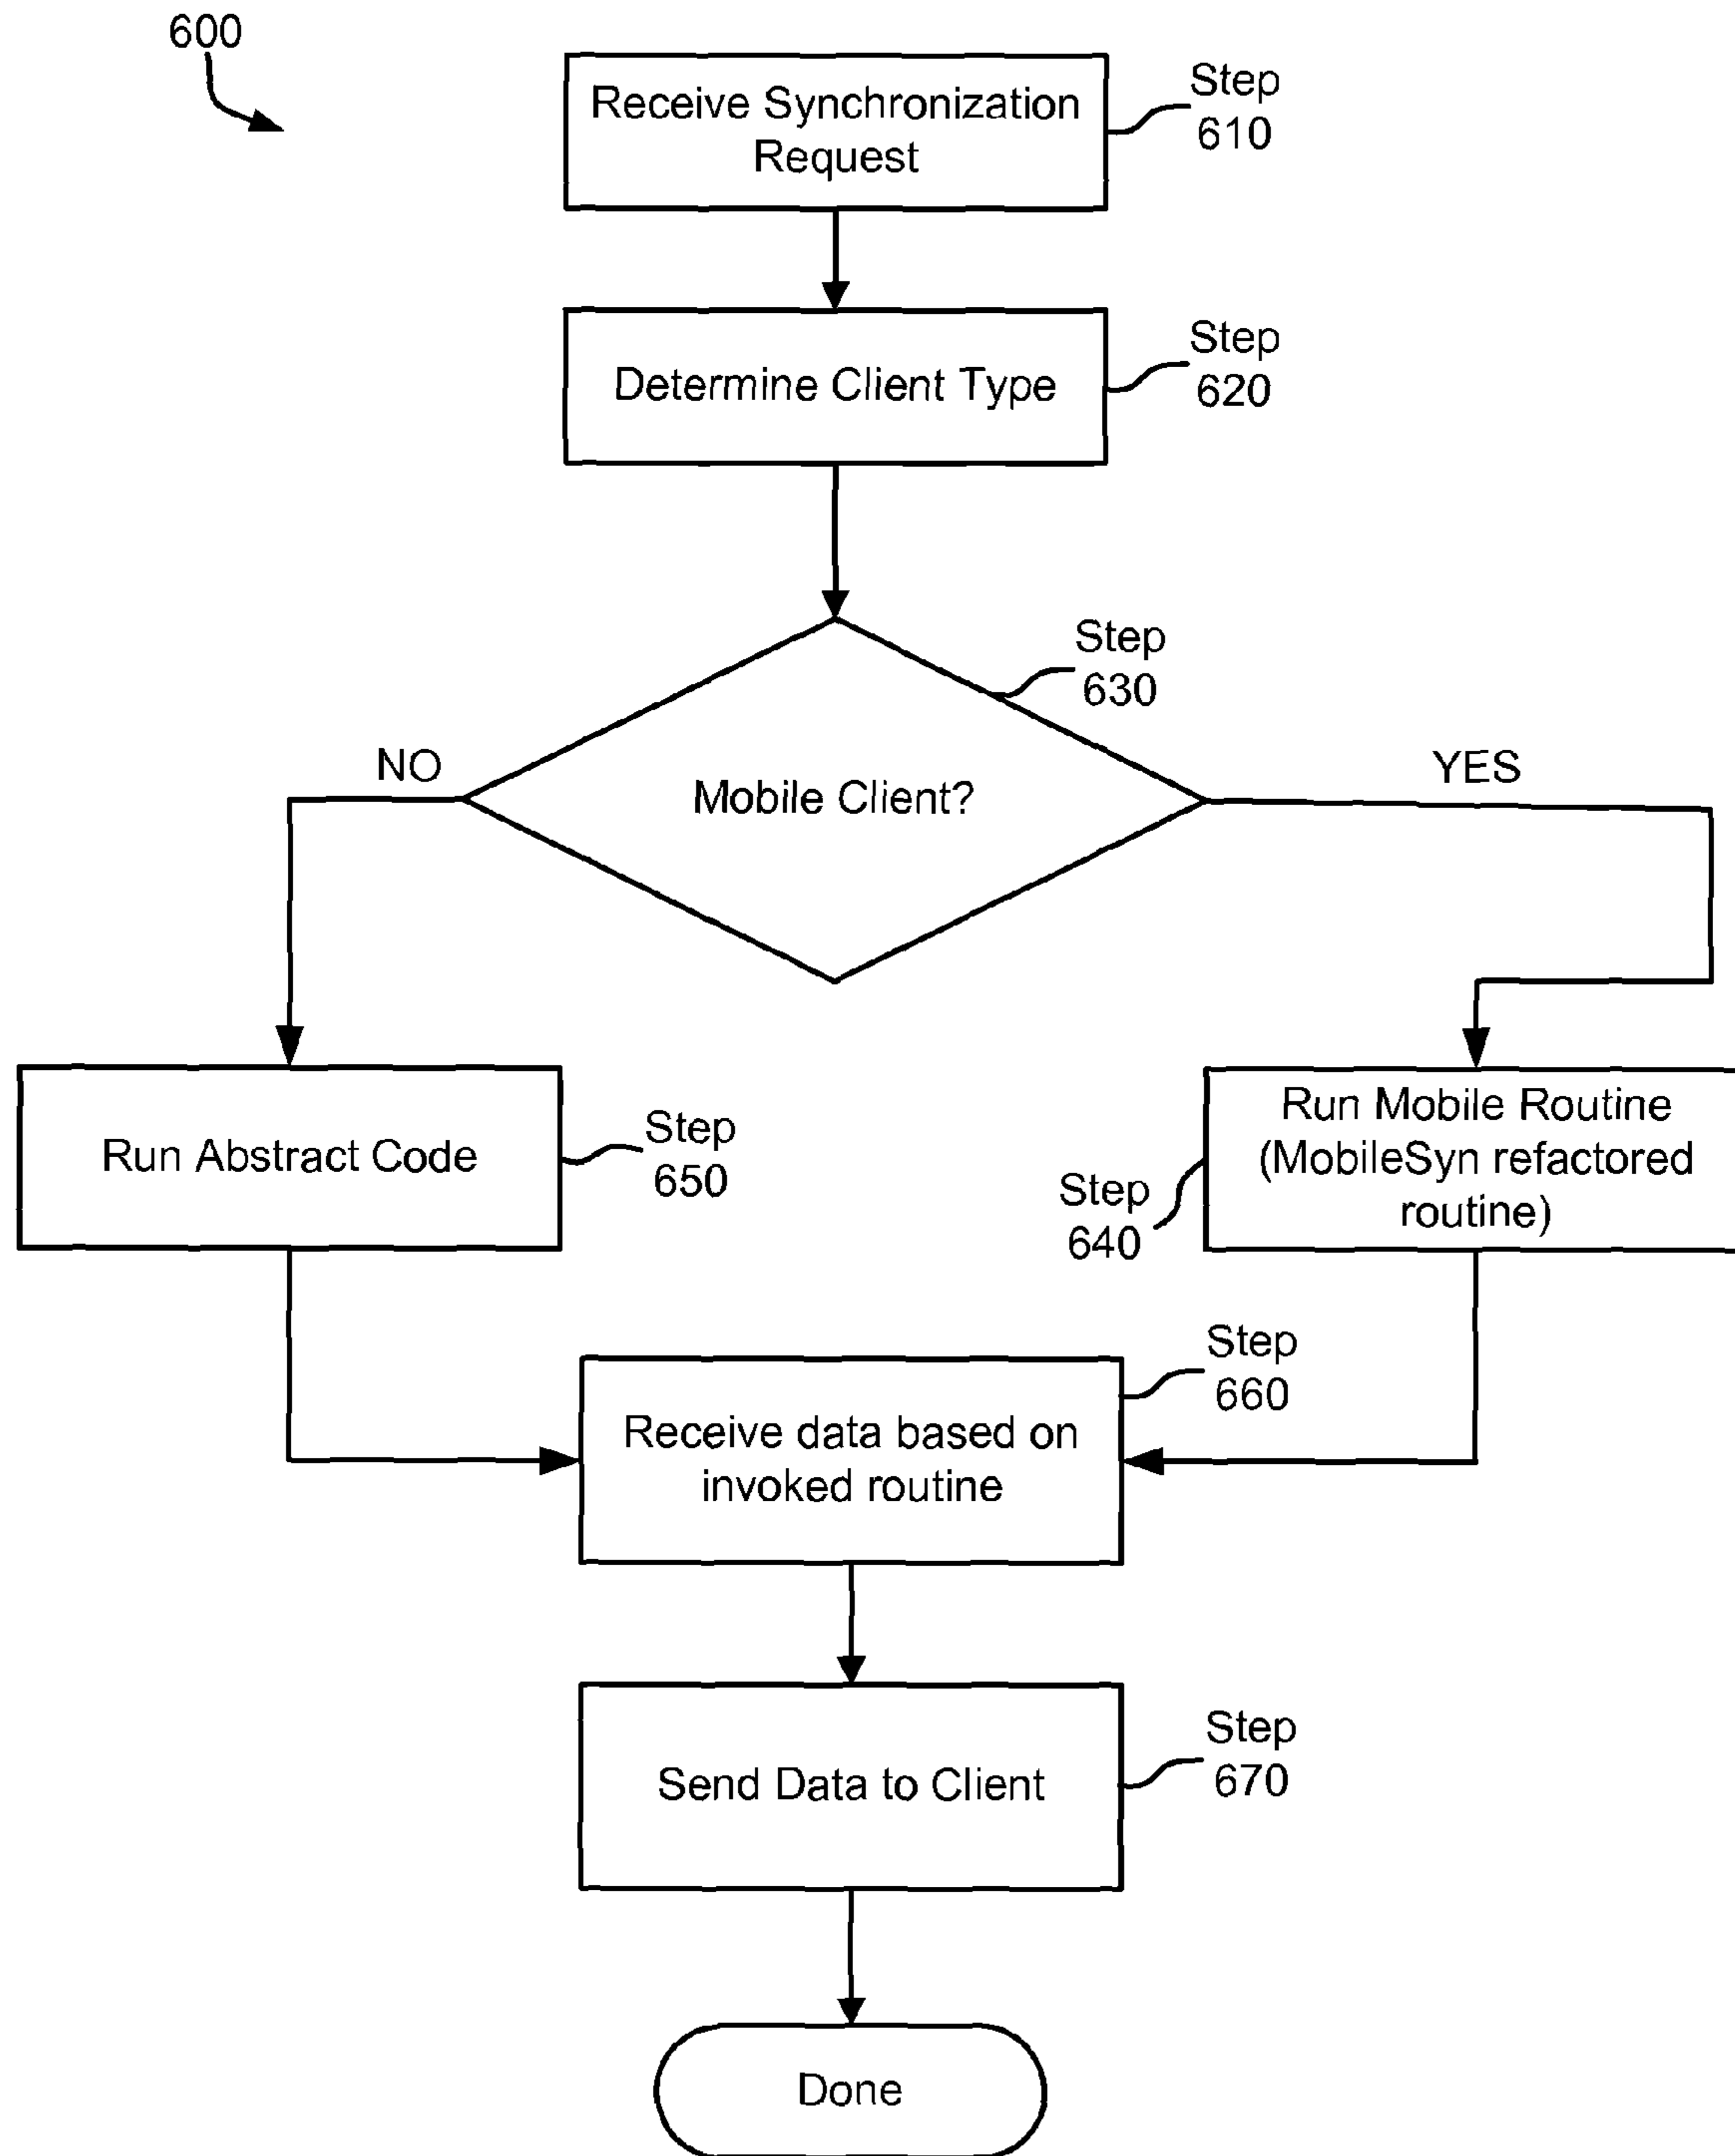 600
Receive Synchronization
Request
Step
610
Determine Client Type
Step
620
Step
630
NO
Mobile Client?
YES
Run Abstract Code
Step
650
Run Mobile Routine
(MobileSyn refactored
routine)
Step
640
Step
660
Receive data based on
invoked routine
Send Data to Client
Step
670
Done